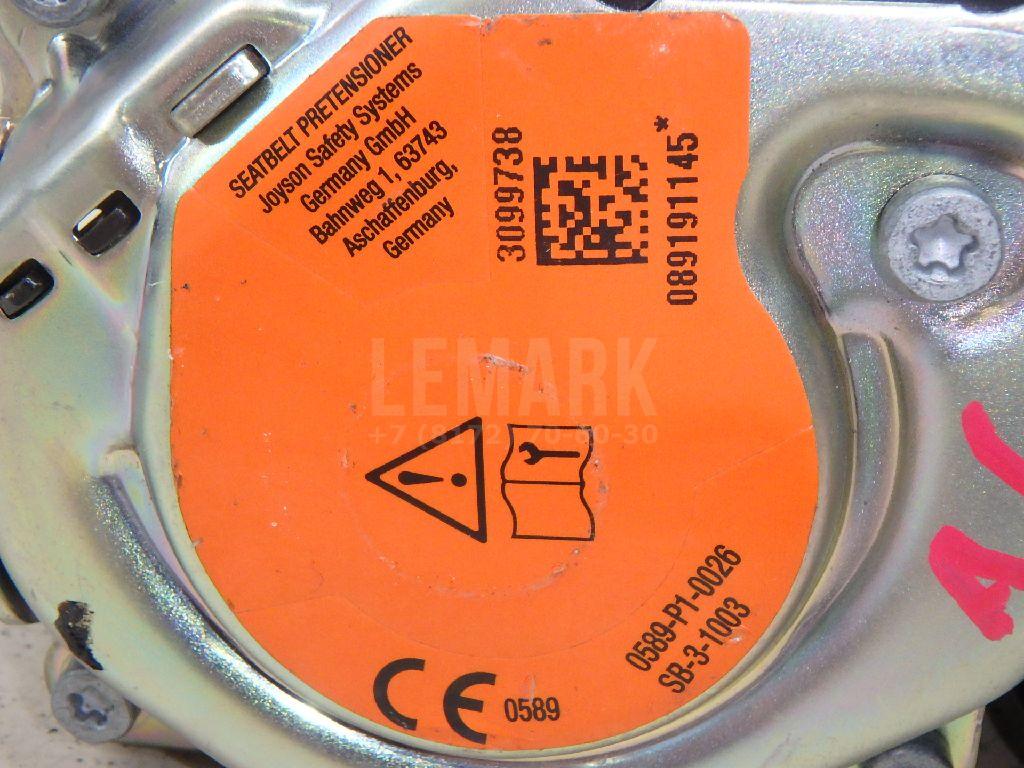 SEATBELT PRETENSIONER
Joyson Safety Systems
Germany GmbH
Bahnweg 1, 63743
Aschaffenburg,
Germany
30999738
089191145*
LEMARK
0589-P1-0026
SB-3-1003
CE 0589